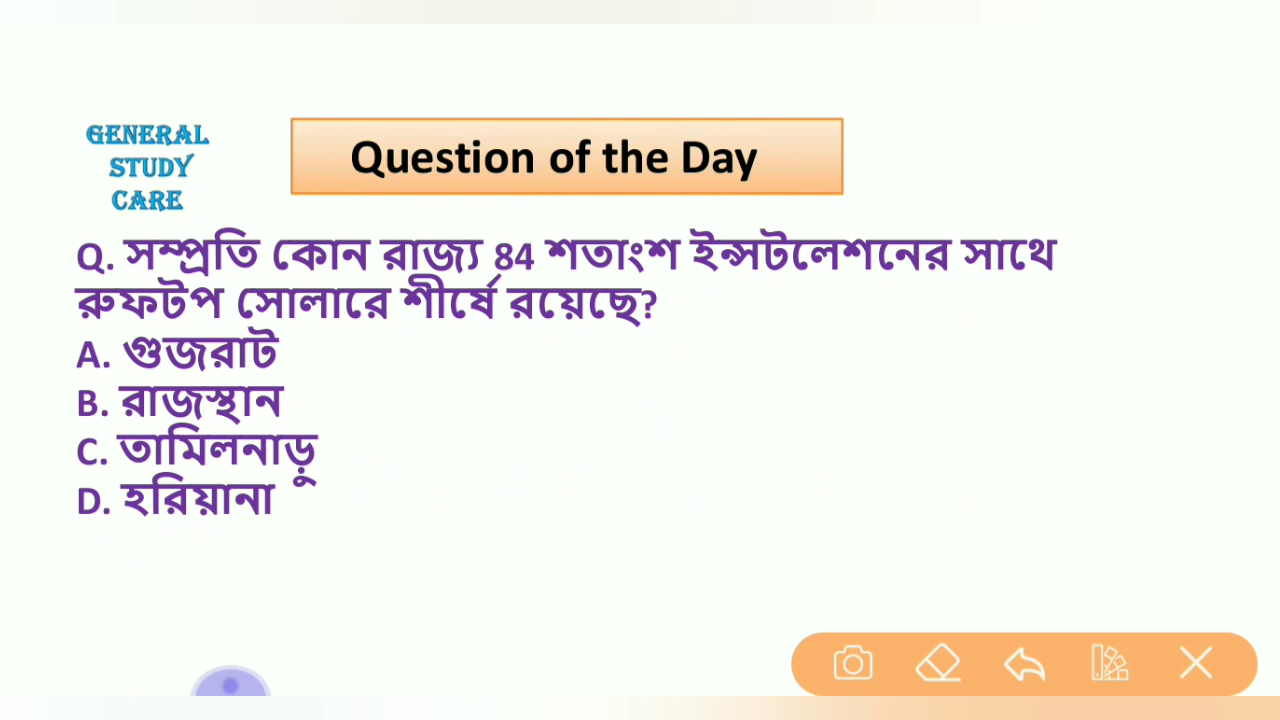 GENERAL
STUDY
CARE
Question of the Day
Q. সম্প্রতি কোন রাজ্য 84 শতাংশ ইন্সটলেশনের সাথে
রুফটপ সোলারে শীর্ষে রয়েছে?
A. গুজরাট
B. রাজস্থান
C. তামিলনাড়ু
D. হরিয়ানা